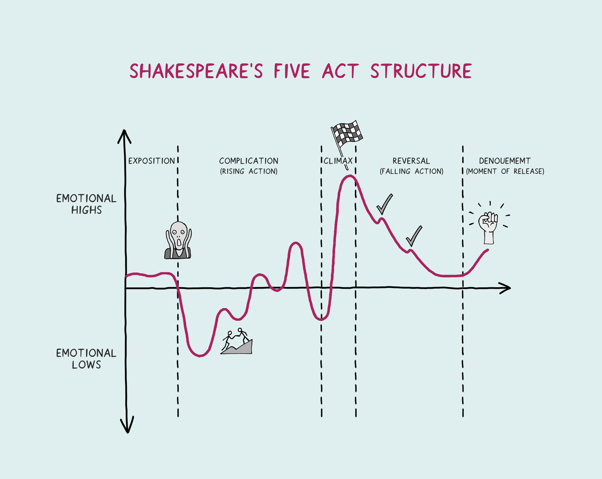 SHAKESPEARE'S FIVE ACT STRUCTURE
EXPOSITION
COMPLICATION
(RISING ACTION)
CLIMAX
REVERSAL
(FALLING ACTION)
DENOUEMEMT
(MOMENT OF RELEASE)
EMOTIONAL
HIGHS
EMOTIONAL
LOWS